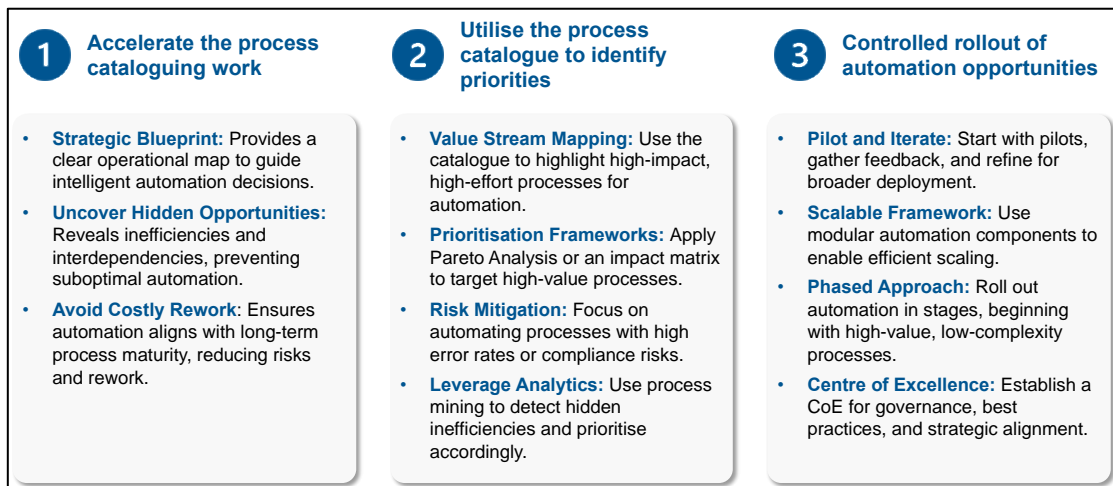 1
Accelerate the process
cataloguing work
• Strategic Blueprint: Provides a
clear operational map to guide
intelligent automation decisions.
• Uncover Hidden Opportunities:
Reveals inefficiencies and
interdependencies, preventing
suboptimal automation.
• Avoid Costly Rework: Ensures
automation aligns with long-term
process maturity, reducing risks
and rework.
2
Utilise the process
catalogue to identify
priorities
• Value Stream Mapping: Use the
catalogue to highlight high-impact,
high-effort processes for
automation.
• Prioritisation Frameworks: Apply
Pareto Analysis or an impact matrix
to target high-value processes.
• Risk Mitigation: Focus on
automating processes with high
error rates or compliance risks.
• Leverage Analytics: Use process
mining to detect hidden
inefficiencies and prioritise
accordingly.
3
Controlled rollout of
automation opportunities
• Pilot and Iterate: Start with pilots,
gather feedback, and refine for
broader deployment.
• Scalable Framework: Use
modular automation components to
enable efficient scaling.
• Phased Approach: Roll out
automation in stages, beginning
with high-value, low-complexity
processes.
• Centre of Excellence: Establish a
CoE for governance, best
practices, and strategic alignment.